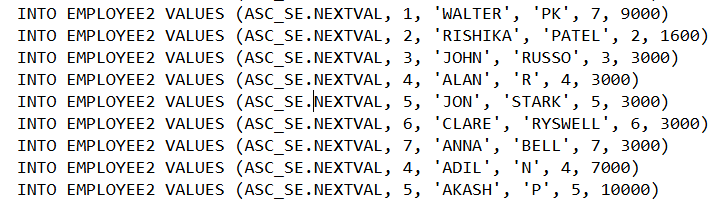 INTO EMPLOYEE2 VALUES (ASC_SE.NEXTVAL, 1, 'WALTER', 'PK', 7, 9000)
INTO EMPLOYEE2 VALUES (ASC_SE.NEXTVAL, 2, 'RISHIKA', 'PATEL', 2, 1600)
INTO EMPLOYEE2 VALUES (ASC_SE.NEXTVAL, 3, 'JOHN', 'RUSSO', 3, 3000)
INTO EMPLOYEE2 VALUES (ASC_SE.NEXTVAL, 4, 'ALAN', 'R', 4, 3000)
INTO EMPLOYEE2 VALUES (ASC_SE.NEXTVAL, 5, 'JON', 'STARK', 5, 3000)
INTO EMPLOYEE2 VALUES (ASC_SE.NEXTVAL, 6, 'CLARE', 'RYSWELL', 6, 3000)
INTO EMPLOYEE2 VALUES (ASC_SE.NEXTVAL, 7, 'ANNA', 'BELL', 7, 3000)
INTO EMPLOYEE2 VALUES (ASC_SE.NEXTVAL, 4, 'ADIL', 'N', 4, 7000)
INTO EMPLOYEE2 VALUES (ASC_SE.NEXTVAL, 5, 'AKASH', 'P', 5, 10000)